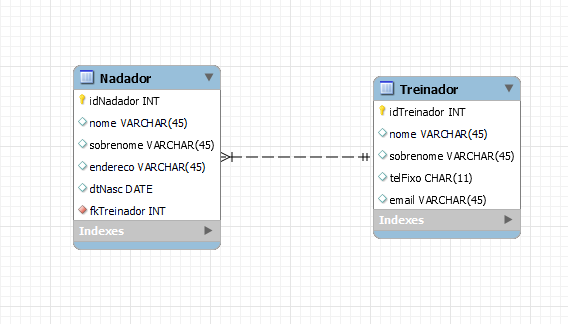 Nadador
idNadador INT
nome VARCHAR(45)
sobrenome VARCHAR(45)
endereco VARCHAR(45)
dtNasc DATE
fkTreinador INT
Indexes
Treinador
idTreinador INT
nome VARCHAR(45)
sobrenome VARCHAR(45)
telFixo CHAR(11)
email VARCHAR(45)
Indexes